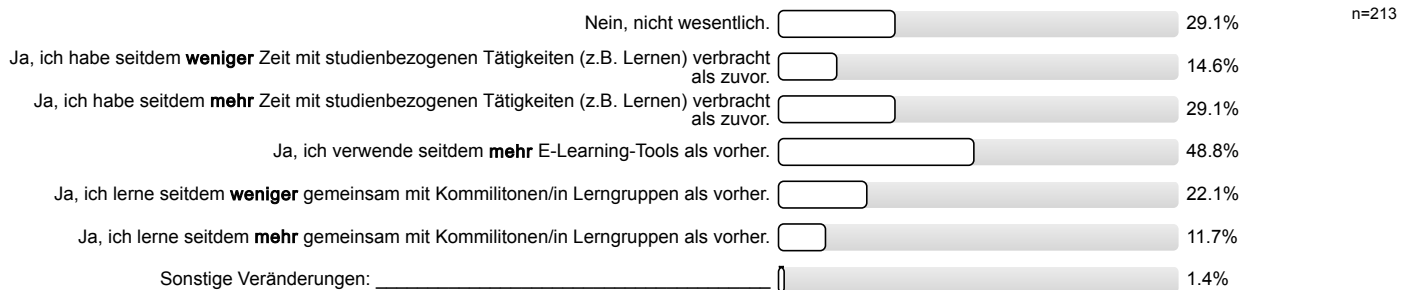 Nein, nicht wesentlich. 29.1% n=213
Ja, ich habe seitdem weniger Zeit mit studienbezogenen Tätigkeiten (z.B. Lernen) verbracht
als zuvor. 14.6%
Ja, ich habe seitdem mehr Zeit mit studienbezogenen Tätigkeiten (z.B. Lernen) verbracht
als zuvor. 29.1%
Ja, ich verwende seitdem mehr E-Learning-Tools als vorher. 48.8%
Ja, ich lerne seitdem weniger gemeinsam mit Kommilitonen/in Lerngruppen als vorher. 22.1%
Ja, ich lerne seitdem mehr gemeinsam mit Kommilitonen/in Lerngruppen als vorher. 11.7%
Sonstige Veränderungen: ________________________________________ 1.4%